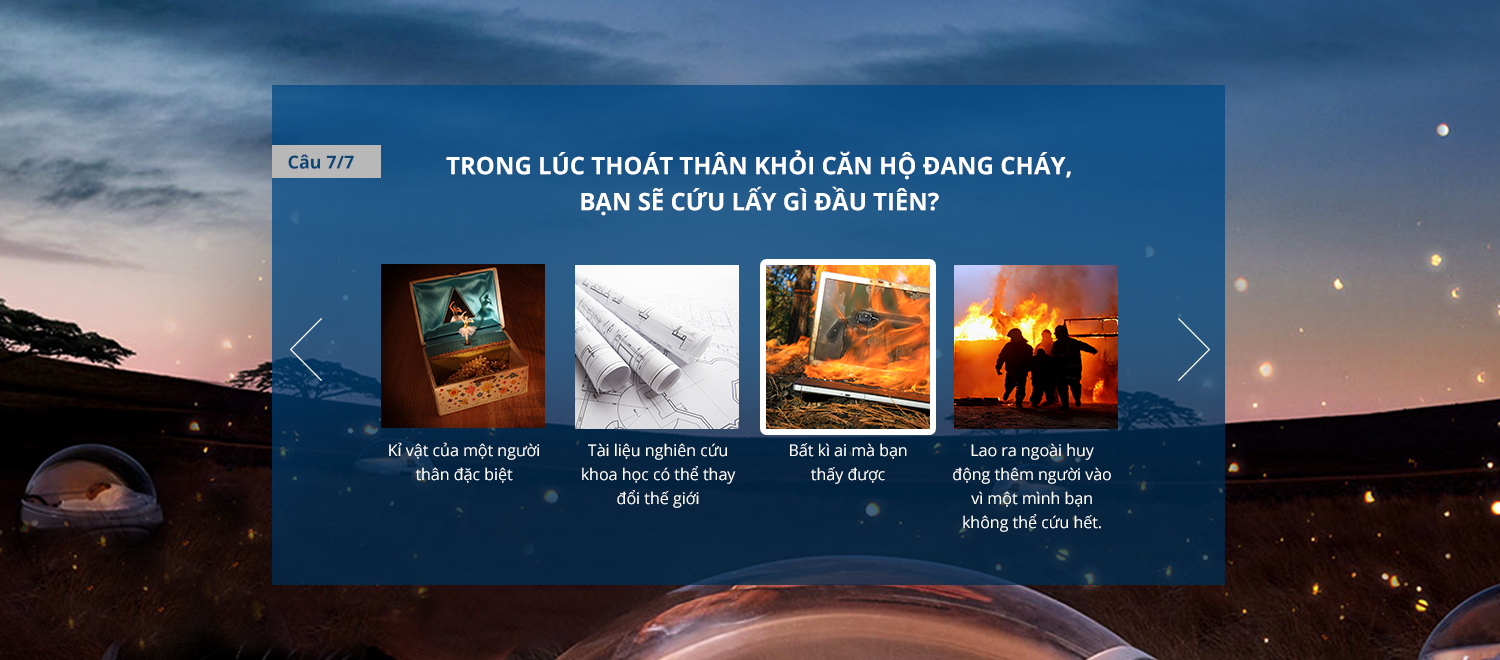 Câu 7/7
TRONG LÚC THOÁT THÂN KHỎI CĂN HỘ ĐANG CHÁY,
BẠN SẼ CỨU LẤY GÌ ĐẦU TIÊN?
Kỉ vật của một người
thân đặc biệt
Tài liệu nghiên cứu
khoa học có thể thay
đổi thế giới
Bất kì ai mà bạn
thấy được
Lao ra ngoài huy
động thêm người vào
vì một mình bạn
không thể cứu hết.